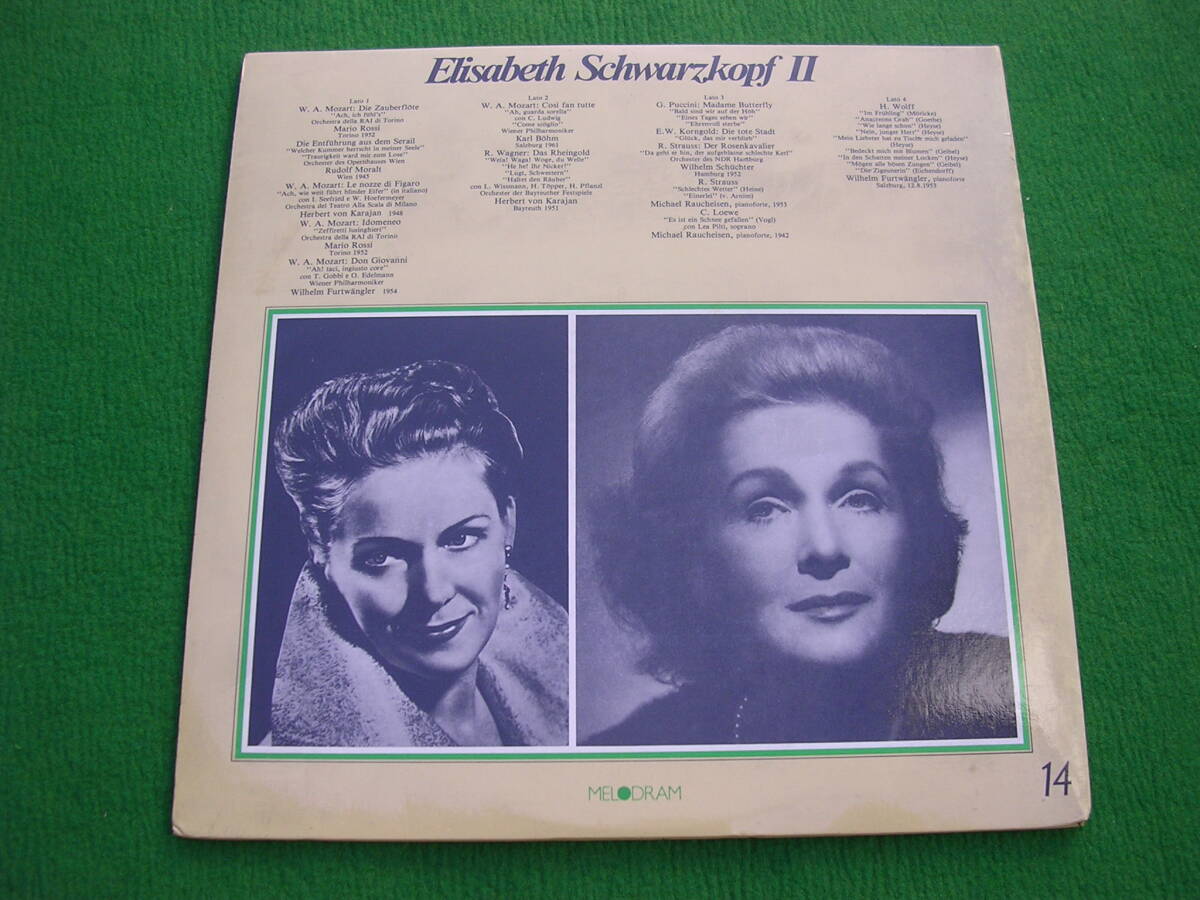 Elisabeth Schwarzkopf II
Lato 1
W. A. Mozart: Die Zauberflöte
"Ach, ich fühl's"
Orchestra della RAI di Torino
Mario Rossi
Torino 1952
Die Entführung aus dem Serail
"Welcher Kummer herrscht in meiner Seele"
"Traurigkeit ward mir zum Lose"
Orchester des Opernhauses Wien
Rudolf Moralt
Wien 1945
W. A. Mozart: Le nozze di Figaro
"Ach, wie weit führt blinder Eifer" (in italiano)
con I. Seefried e W. Hoefermeyer
Orchestra del Teatro Alla Scala di Milano
Herbert von Karajan 1948
W. A. Mozart: Idomeneo
"Zeffiretti lusinghieri"
Orchestra della RAI di Torino
Mario Rossi
Torino 1952
W. A. Mozart: Don Giovanni
"Ah! taci, ingiusto core"
con T. Gobbi e O. Edelmann
Wiener Philharmoniker
Wilhelm Furtwängler 1954
Lato 2
W. A. Mozart: Così fan tutte
"Ah, guarda sorella"
con C. Ludwig
"Come scoglio"
Wiener Philharmoniker
Karl Böhm
Salzburg 1961
R. Wagner: Das Rheingold
"Weia! Waga! Woge, du Welle"
"He he! Ihr Nicker!"
"Lugt, Schwestern"
"Haltet den Räuber"
con L. Wissmann, H. Töpper, H. Pflanzl
Orchester der Bayreuther Festspiele
Herbert von Karajan
Bayreuth 1951
Lato 3
G. Puccini: Madame Butterfly
"Bald sind wir auf der Höh"
"Eines Tages sehen wir"
"Ehrenvoll sterbe"
E.W. Korngold: Die tote Stadt
"Glück, das mir verblieb"
R. Strauss: Der Rosenkavalier
"Da geht er hin, der aufgeblasne schlechte Kerl"
Orchester des NDR Hamburg
Wilhelm Schüchter
Hamburg 1952
R. Strauss
"Schlechtes Wetter" (Heine)
"Einerlei" (v. Arnim)
Michael Raucheisen, pianoforte, 1953
C. Loewe
"Es ist ein Schnee gefallen" (Vogl)
con Lea Pilti, soprano
Michael Raucheisen, pianoforte, 1942
Lato 4
H. Wolff
"Im Frühling" (Möricke)
"Anacreons Grab" (Goethe)
"Wie lange schon" (Heyse)
"Nein, junger Herr" (Heyse)
"Mein Liebster hat zu Tische mich geladen"
(Heyse)
"Bedeckt mich mit Blumen" (Geibel)
"In den Schatten meiner Locken" (Heyse)
"Mögen alle bösen Zungen" (Geibel)
"Die Zigeunerin" (Eichendorff)
Wilhelm Furtwängler, pianoforte
Salzburg, 12.8.1953
MELODRAM
14